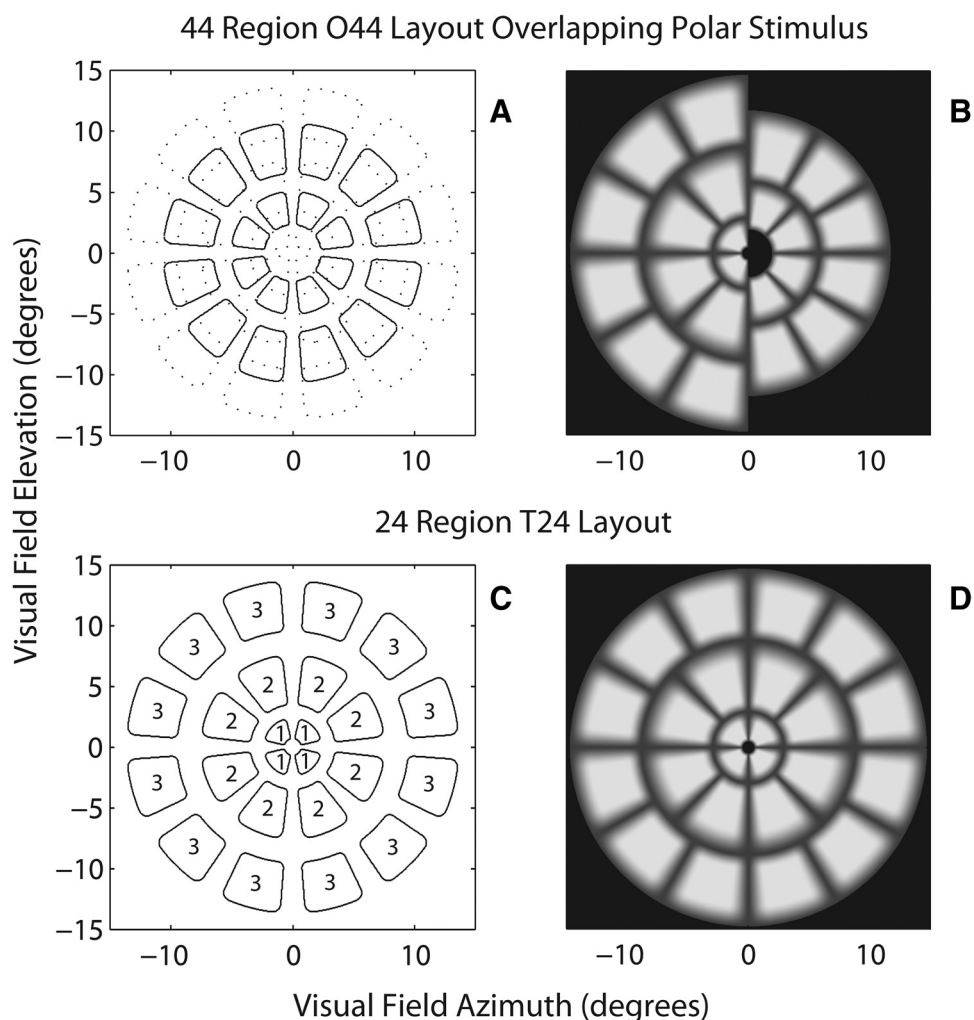 44 Region O44 Layout Overlapping Polar Stimulus
15
10
5
0
−5
−10
−15
−10 0 10
A
B
−10 0 10
24 Region T24 Layout
15
10
5
0
−5
−10
−15
3 3
3 3
2 2
3 2 2 3
1 1
1 1
3 2 2 3
2 2
3 3
3 3
−10 0 10
C
D
−10 0 10
Visual Field Elevation (degrees)
Visual Field Azimuth (degrees)